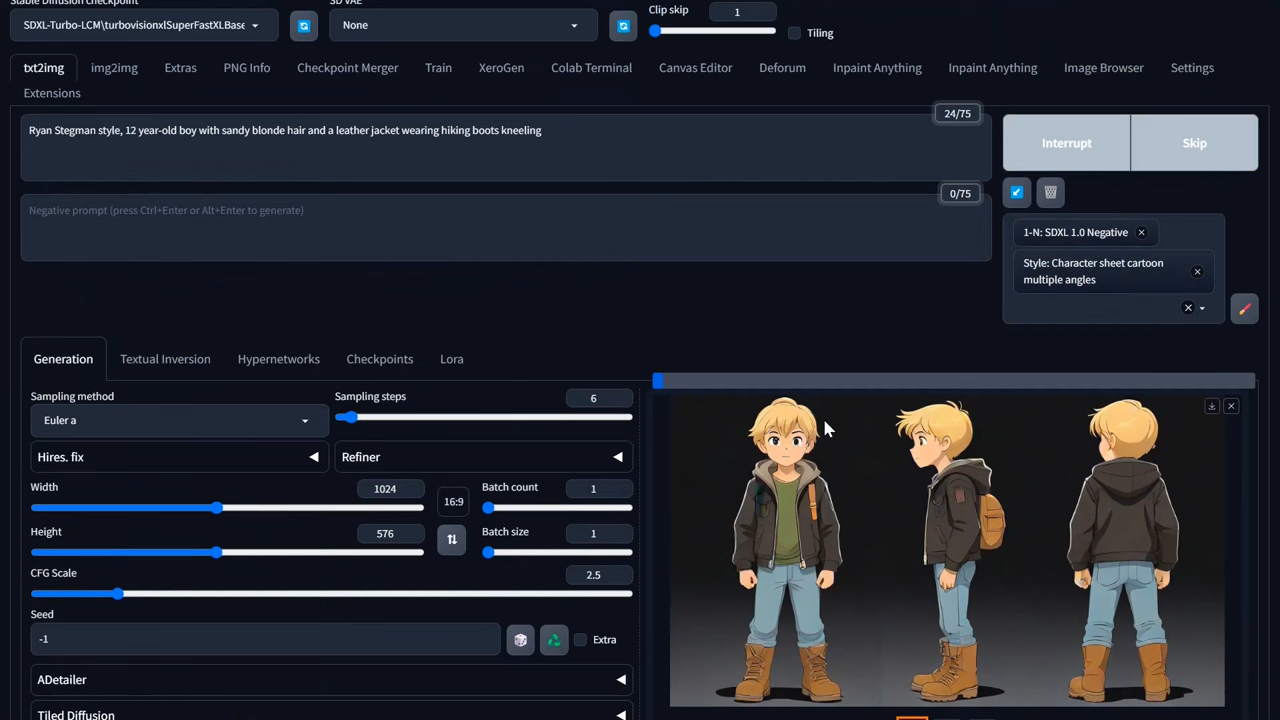 Stable Diffusion checkpoint
SD VAE
Clip skip
1
SDXL-Turbo-LCM\turbovisionxlSuperFastXLBase
None
Tiling
txt2img
img2img
Extras
PNG Info
Checkpoint Merger
Train
XeroGen
Colab Terminal
Canvas Editor
Deforum
Inpaint Anything
Inpaint Anything
Image Browser
Settings
Extensions
24/75
Ryan Stegman style, 12 year-old boy with sandy blonde hair and a leather jacket wearing hiking boots kneeling
Interrupt
Skip
0/75
Negative prompt (press Ctrl+Enter or Alt+Enter to generate)
1-N: SDXL 1.0 Negative
Style: Character sheet cartoon
multiple angles
Generation
Textual Inversion
Hypernetworks
Checkpoints
Lora
Sampling method
Euler a
Sampling steps
6
Hires. fix
Refiner
Width
1024
16:9
Batch count
1
Height
576
Batch size
1
CFG Scale
2.5
Seed
-1
Extra
ADetailer
Tiled Diffusion